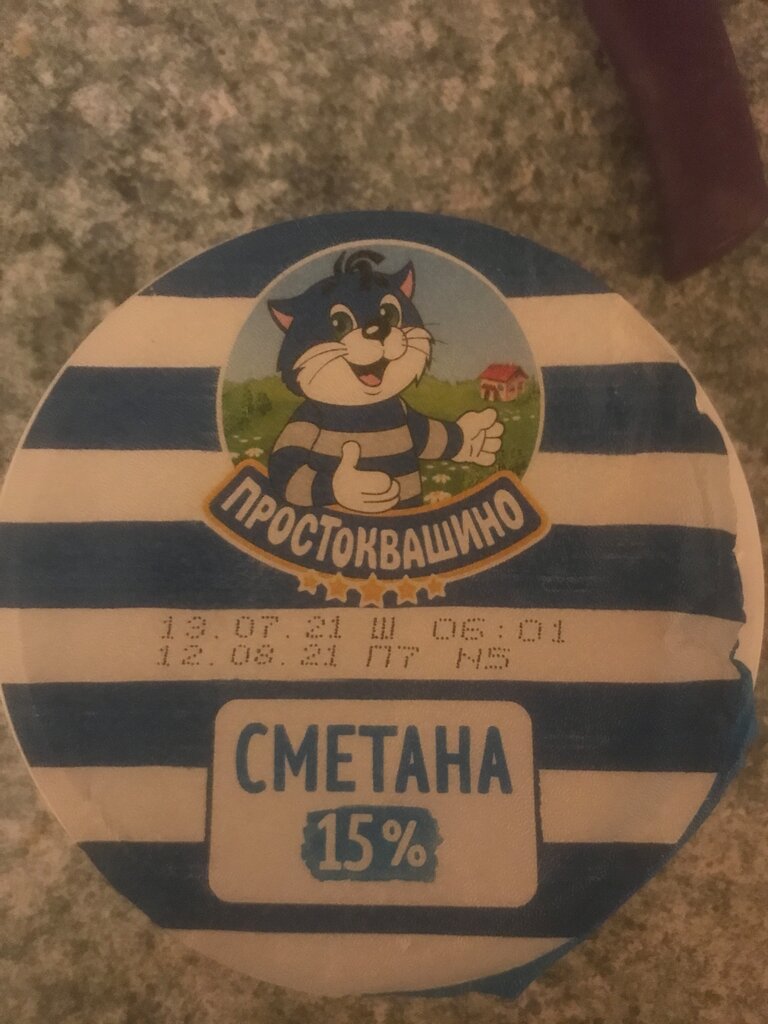 ПРОСТОКВАШИНО
13.07.21 Ш 06:01
12.08.21 П7 N5
СМЕТАНА
15%